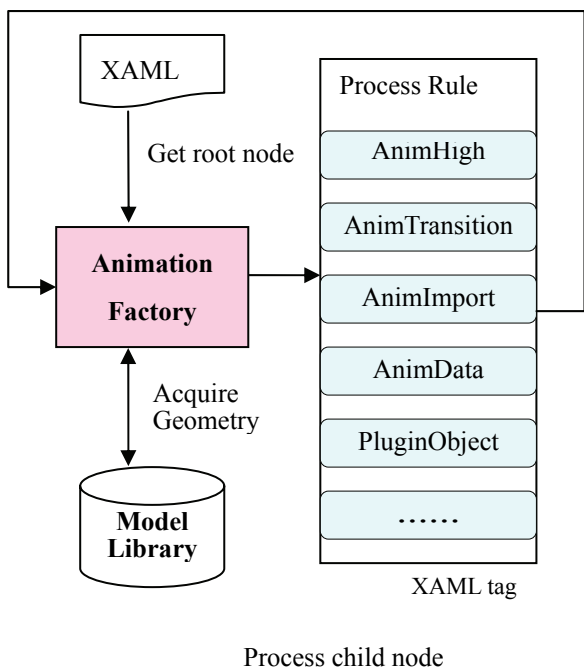 XAML
Get root node
Animation
Factory
Acquire
Geometry
Model
Library
Process Rule
AnimHigh
AnimTransition
AnimImport
AnimData
PluginObject
……
XAML tag
Process child node